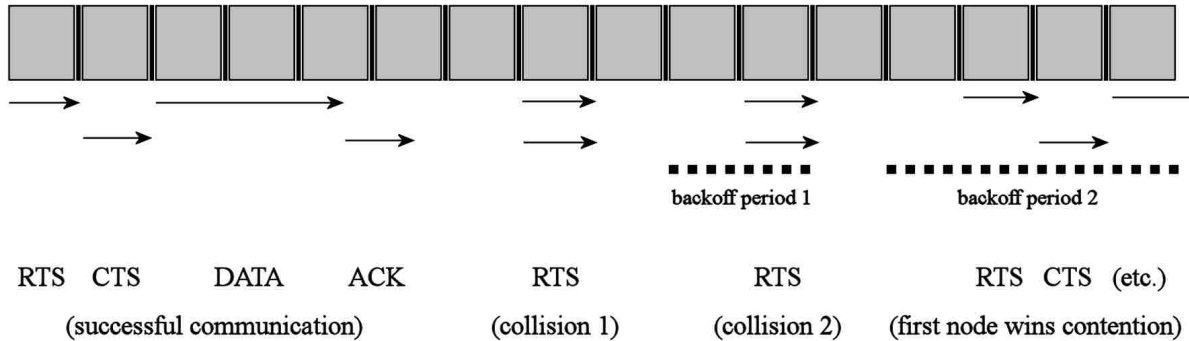 backoff period 1
backoff period 2
RTS CTS DATA ACK RTS RTS RTS CTS (etc.)
(successful communication) (collision 1) (collision 2) (first node wins contention)